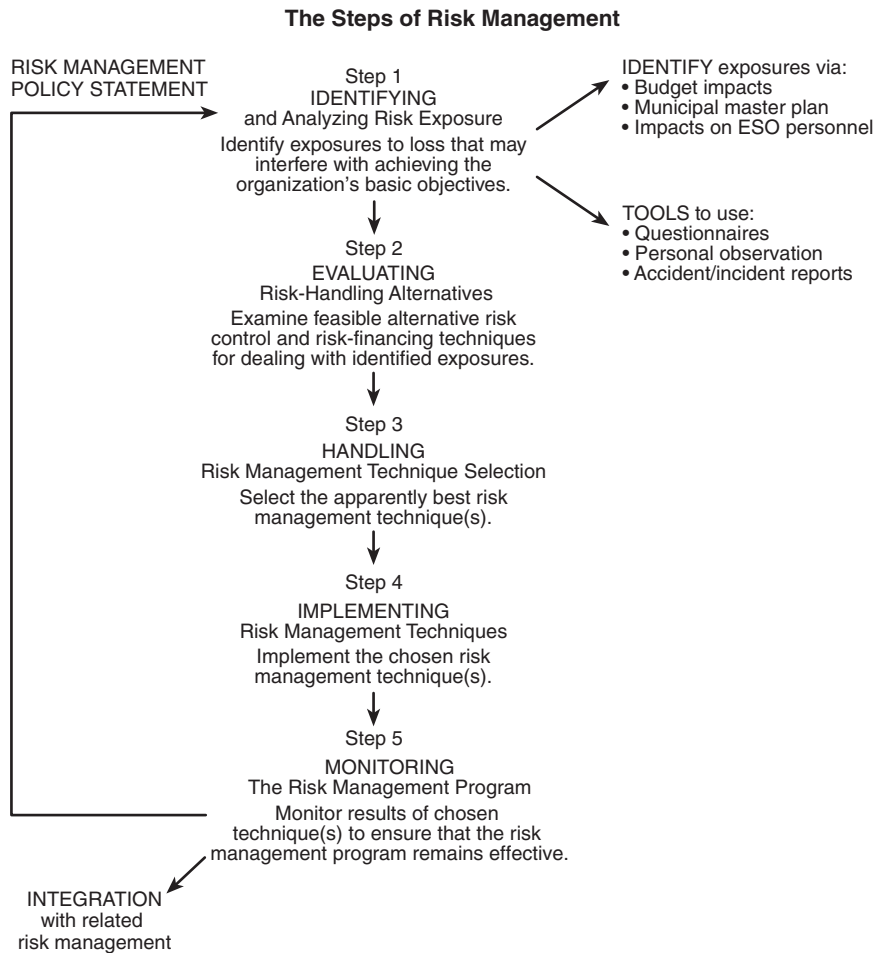 The Steps of Risk Management
RISK MANAGEMENT
POLICY STATEMENT
Step 1
IDENTIFYING
and Analyzing Risk Exposure
Identify exposures to loss that may
interfere with achieving the
organization's basic objectives.
IDENTIFY exposures via:
• Budget impacts
• Municipal master plan
• Impacts on ESO personnel
TOOLS to use:
• Questionnaires
• Personal observation
• Accident/incident reports
Step 2
EVALUATING
Risk-Handling Alternatives
Examine feasible alternative risk
control and risk-financing techniques
for dealing with identified exposures.
Step 3
HANDLING
Risk Management Technique Selection
Select the apparently best risk
management technique(s).
Step 4
IMPLEMENTING
Risk Management Techniques
Implement the chosen risk
management technique(s).
Step 5
MONITORING
The Risk Management Program
Monitor results of chosen
technique(s) to ensure that the risk
management program remains effective.
INTEGRATION
with related
risk management